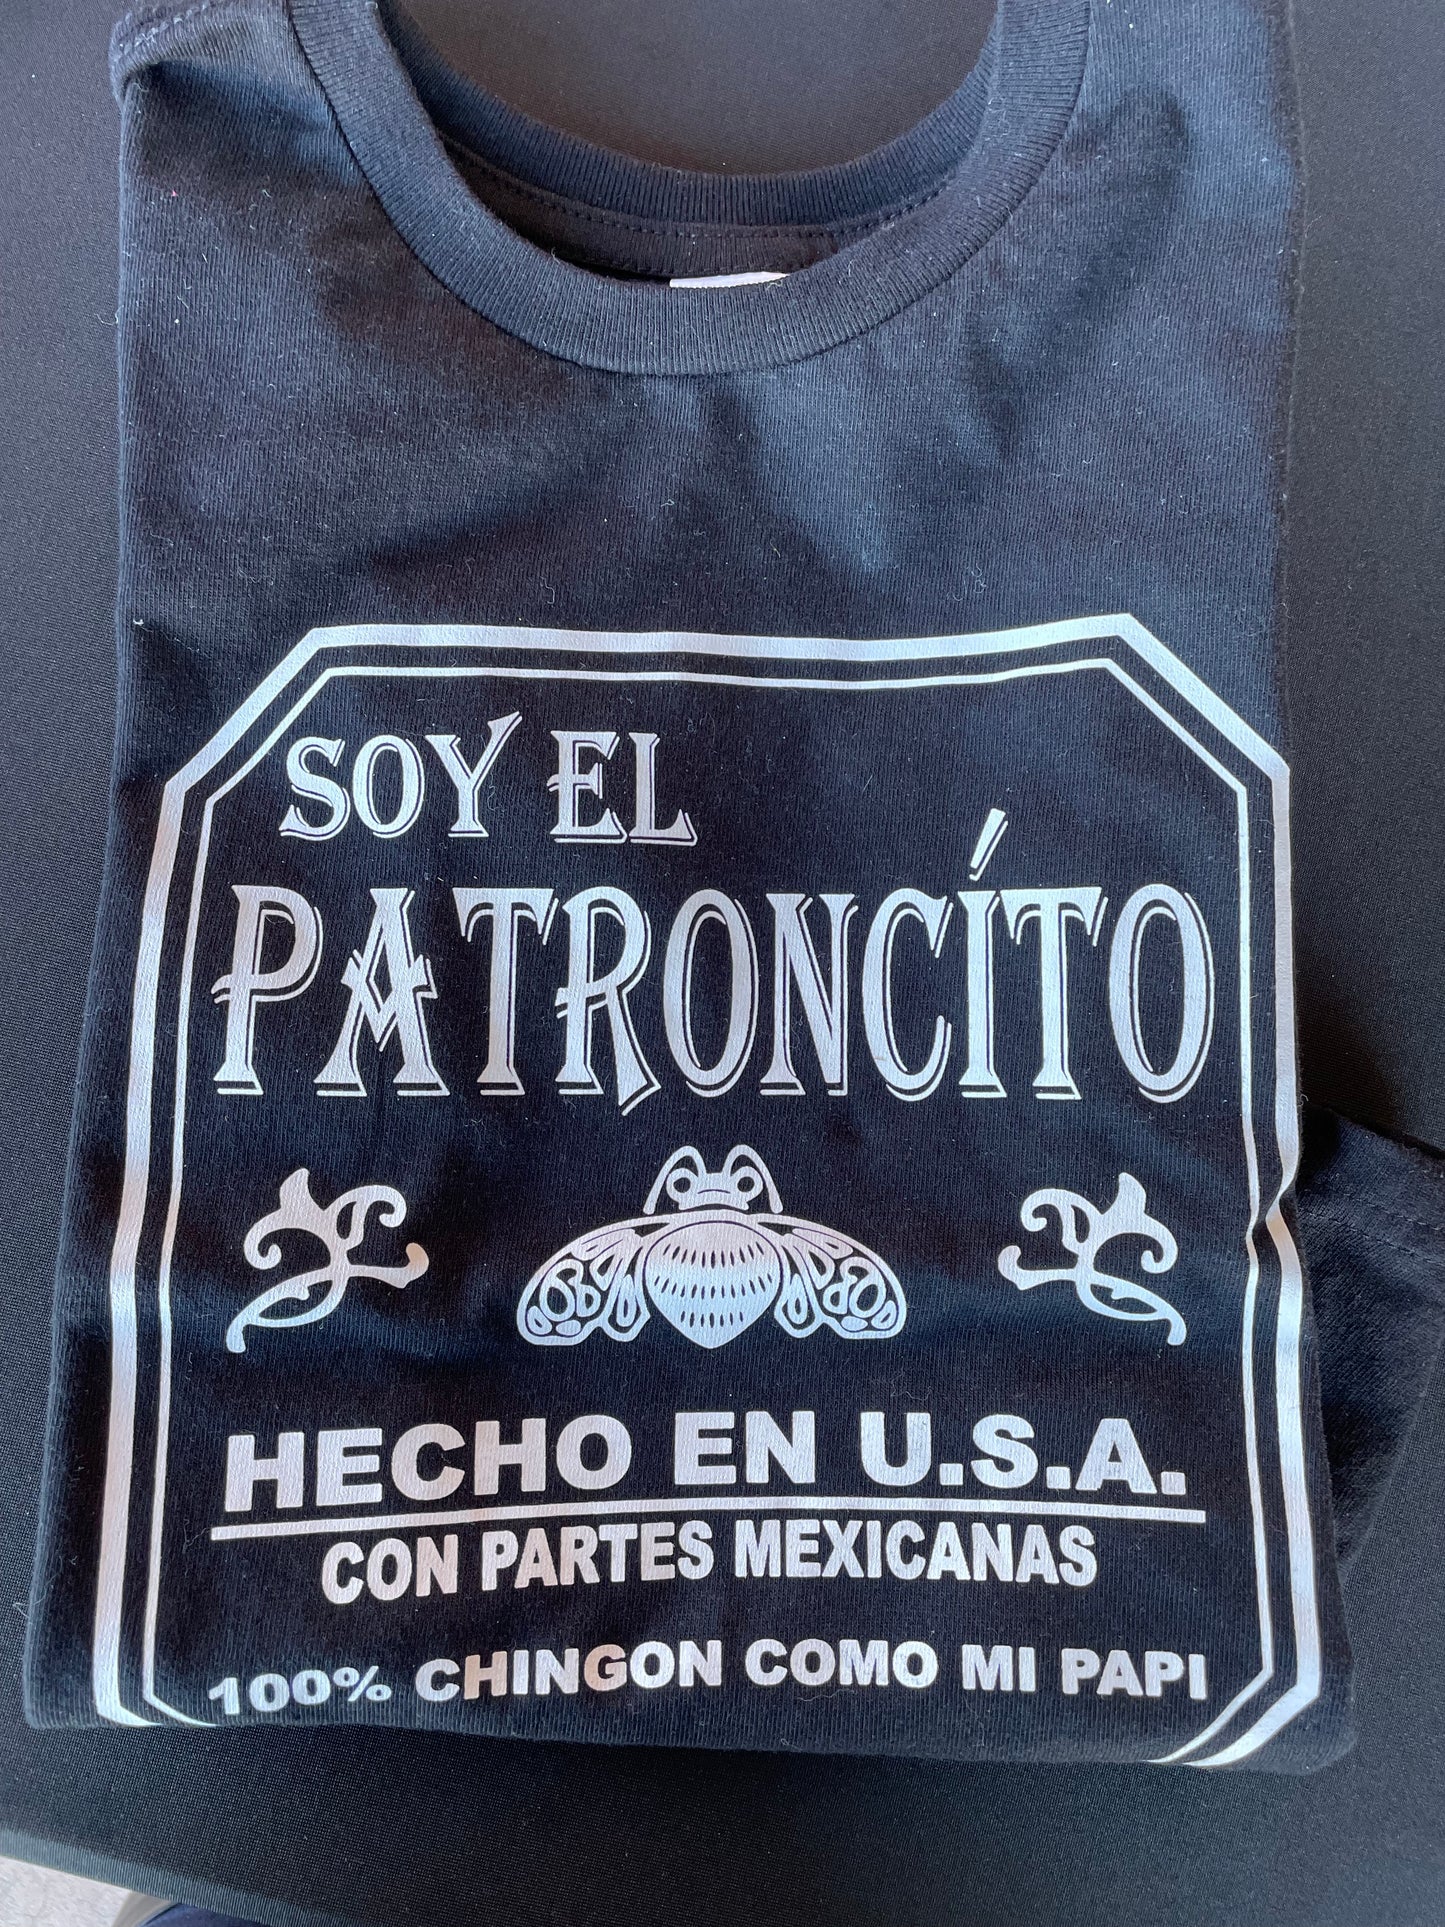 SOY EL
PATRONCÍTO
HECHO EN U.S.A.
CON PARTES MEXICANAS
100% CHINGON COMO MI PAPI